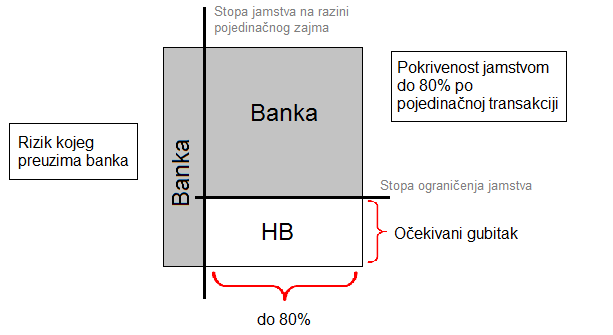 Stopa jamstva na razini
pojedinačnog zajma
Pokrivenost jamstvom
do 80% po
pojedinačnoj transakciji
Banka
Rizik kojeg
preuzima banka
Banka
Stopa ograničenja jamstva
HB
Očekivani gubitak
do 80%